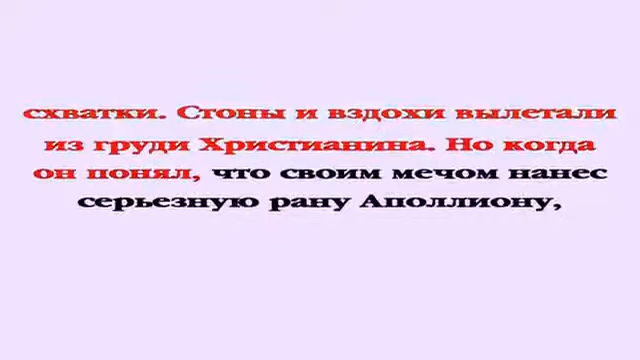 схватки. Стоны и вздохи вылетали
из груди Христианина. Но когда
он понял, что своим мечом нанес
серьезную рану Аполлиону,